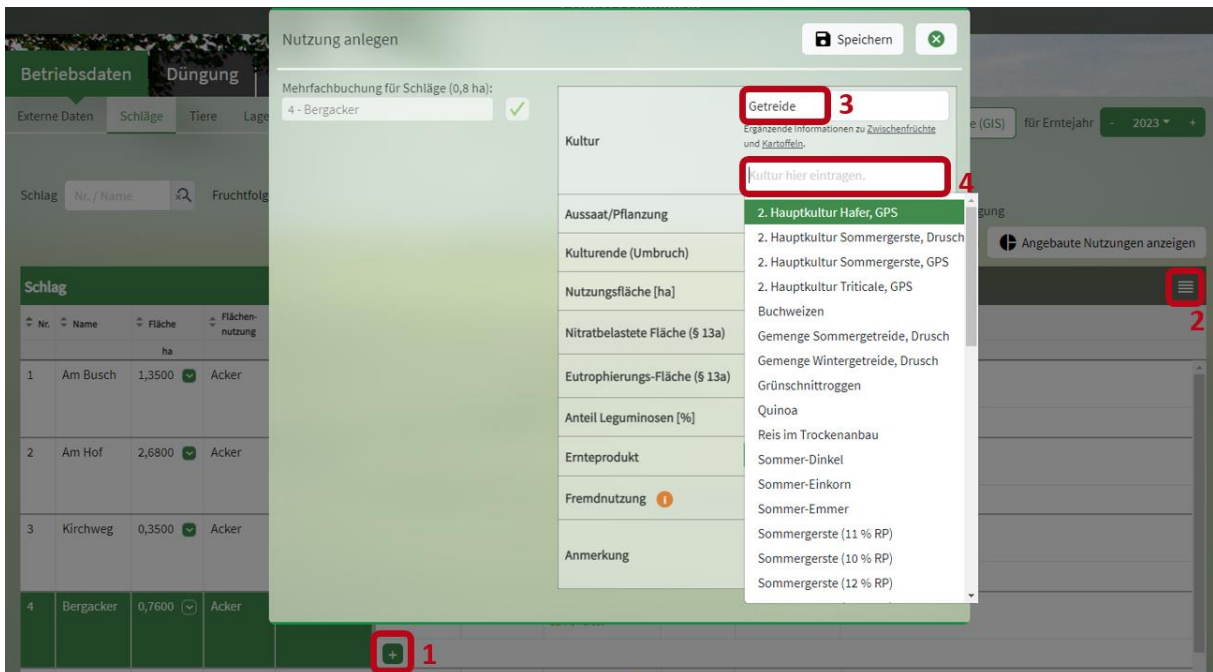 Nutzung anlegen
Speichern
Betriebsdaten
Düngung
Externe Daten
Schläge
Tiere
Lage
e (GIS)
für Erntejahr
- 2023 +
Schlag
Nr. / Name
Fruchtfolg
gung
Angebaute Nutzungen anzeigen
Mehrfachbuchung für Schläge (0,8 ha):
4 - Bergacker
Kultur
Getreide
3
Ergänzende Informationen zu Zwischenfrüchte
und Kartoffeln.
Kultur hier eintragen.
4
Aussaat/Pflanzung
Kulturende (Umbruch)
Nutzungsfläche [ha]
Nitratbelastete Fläche (§ 13a)
Eutrophierungs-Fläche (§ 13a)
Anteil Leguminosen [%]
Ernteprodukt
Fremdnutzung
Anmerkung
2. Hauptkultur Hafer, GPS
2. Hauptkultur Sommergerste, Drusch
2. Hauptkultur Sommergerste, GPS
2. Hauptkultur Triticale, GPS
Buchweizen
Gemenge Sommergetreide, Drusch
Gemenge Wintergetreide, Drusch
Grünschnittroggen
Quinoa
Reis im Trockenanbau
Sommer-Dinkel
Sommer-Einkorn
Sommer-Emmer
Sommergerste (11 % RP)
Sommergerste (10 % RP)
Sommergerste (12 % RP)
2
Schlag
Nr. Name Fläche Flächen-
nutzung
ha
1 Am Busch 1,3500 Acker
2 Am Hof 2,6800 Acker
3 Kirchweg 0,3500 Acker
4 Bergacker 0,7600 Acker
+ 1